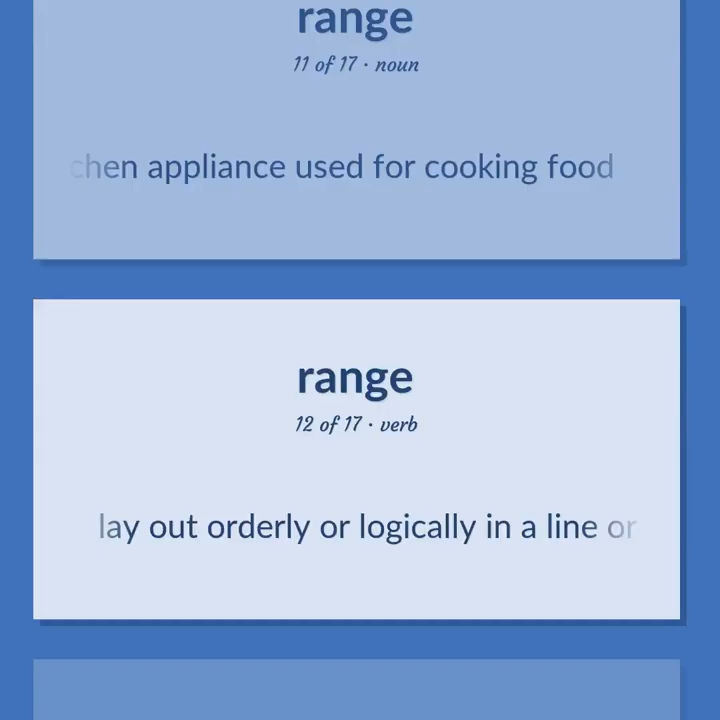 range
11 of 17 · noun
chen appliance used for cooking food
range
12 of 17 · verb
lay out orderly or logically in a line or